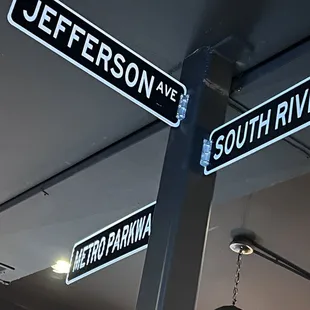 JEFFERSON AVE
SOUTH RIV
METRO PARKWA